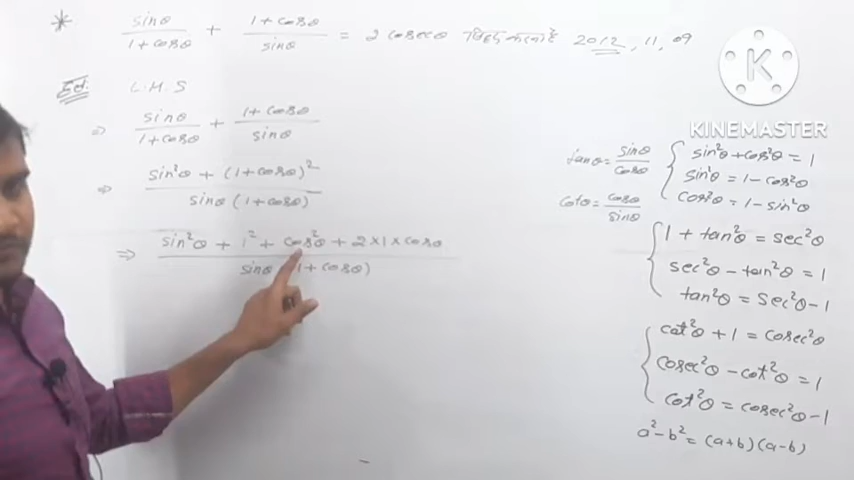 * sinθ/1+cosθ + 1+cosθ/sinθ = 2 cosecθ सिद्ध करना है 2012, 11, 09
हल: L.H.S
⇒ sinθ/1+cosθ + 1+cosθ/sinθ
⇒ sin²θ + (1+cosθ)²/sinθ (1+cosθ)
⇒ sin²θ + 1² + cos²θ + 2×1×cosθ/sinθ (1+cosθ)
tanθ = sinθ/cosθ
cotθ = cosθ/sinθ
sin²θ + cos²θ = 1
sin²θ = 1 - cos²θ
cos²θ = 1 - sin²θ
1 + tan²θ = sec²θ
sec²θ - tan²θ = 1
tan²θ = sec²θ - 1
cot²θ + 1 = cosec²θ
cosec²θ - cot²θ = 1
cot²θ = cosec²θ - 1
a² - b² = (a+b) (a-b)
K
KINEMASTER